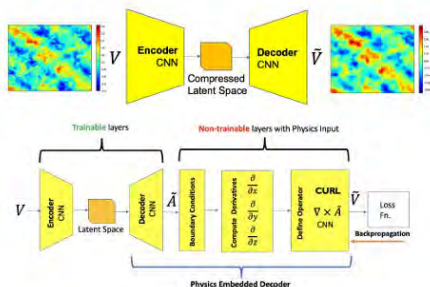 V
Encoder
CNN
Compressed
Latent Space
Decoder
CNN
Ṽ
Trainable layers
Non-trainable layers with Physics Input
V
Encoder
CNN
Latent Space
Decoder
CNN
Ã
Boundary Conditions
Compute Derivatives
∂/∂x
∂/∂y
∂/∂z
Define Operator
CURL
∇ × Ã
CNN
Ṽ
Loss
Fn.
Backpropagation
Physics Embedded Decoder